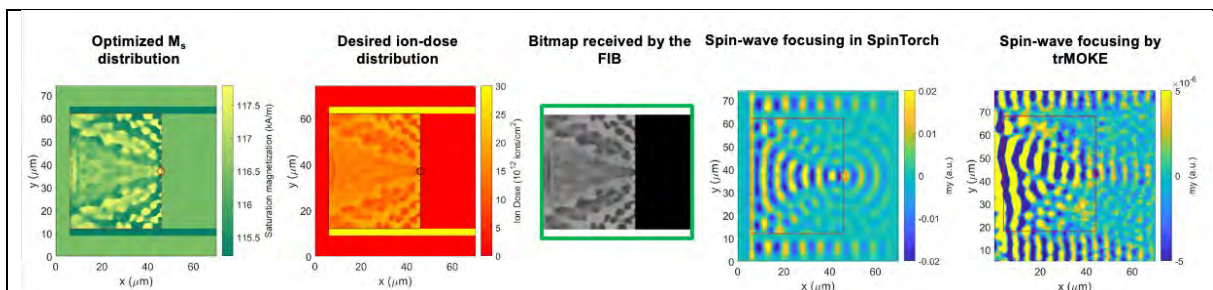 Optimized Ms
distribution
Desired ion-dose
distribution
Bitmap received by the
FIB
Spin-wave focusing in SpinTorch
Spin-wave focusing by
trMOKE
70
60
50
40
30
20
10
0
y (μm)
0 20 40 60
x (μm)
117.5
117
116.5
116
115.5
Saturation magnetization (kA/m)
70
60
50
40
30
20
10
0
y (μm)
0 20 40 60
x (μm)
30
25
20
15
10
5
0
Ion Dose (10^12 ions/cm^2)
70
60
50
40
30
20
10
0
y (μm)
0 20 40 60
x (μm)
0.02
0.01
0
-0.01
-0.02
my (a.u.)
70
60
50
40
30
20
10
y (μm)
20 40 60
x (μm)
×10^-6
5
0
-5
my (a.u.)